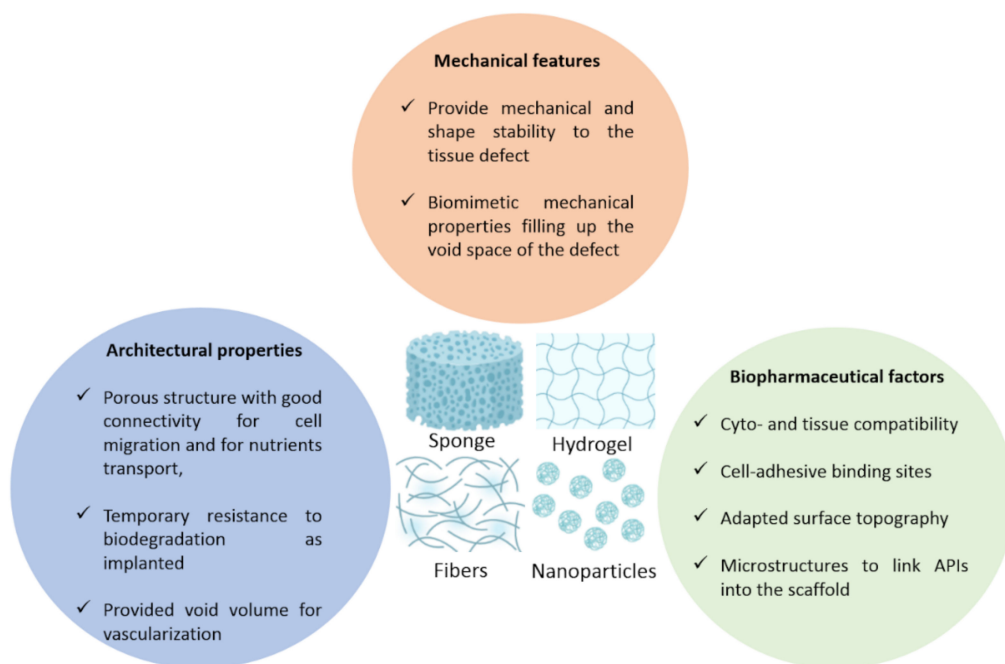 Mechanical features
✓ Provide mechanical and
shape stability to the
tissue defect
✓ Biomimetic mechanical
properties filling up the
void space of the defect
Architectural properties
✓ Porous structure with good
connectivity for cell
migration and for nutrients
transport,
✓ Temporary resistance to
biodegradation as
implanted
✓ Provided void volume for
vascularization
Sponge
Hydrogel
Fibers
Nanoparticles
Biopharmaceutical factors
✓ Cyto- and tissue compatibility
✓ Cell-adhesive binding sites
✓ Adapted surface topography
✓ Microstructures to link APIs
into the scaffold